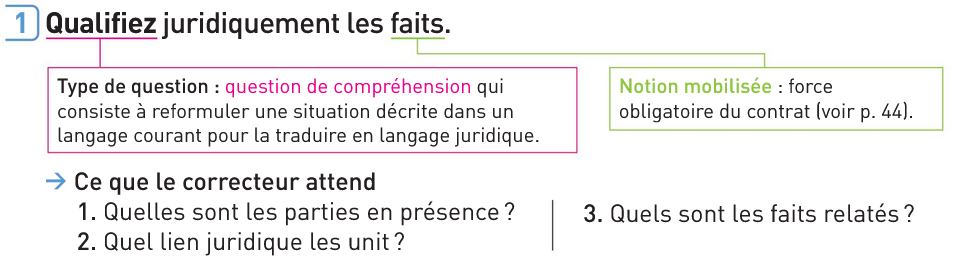 1 Qualifiez juridiquement les faits.
Type de question : question de compréhension qui
consiste à reformuler une situation décrite dans un
langage courant pour la traduire en langage juridique.
Notion mobilisée : force
obligatoire du contrat (voir p. 44).
→ Ce que le correcteur attend
1. Quelles sont les parties en présence ?
2. Quel lien juridique les unit ?
3. Quels sont les faits relatés ?